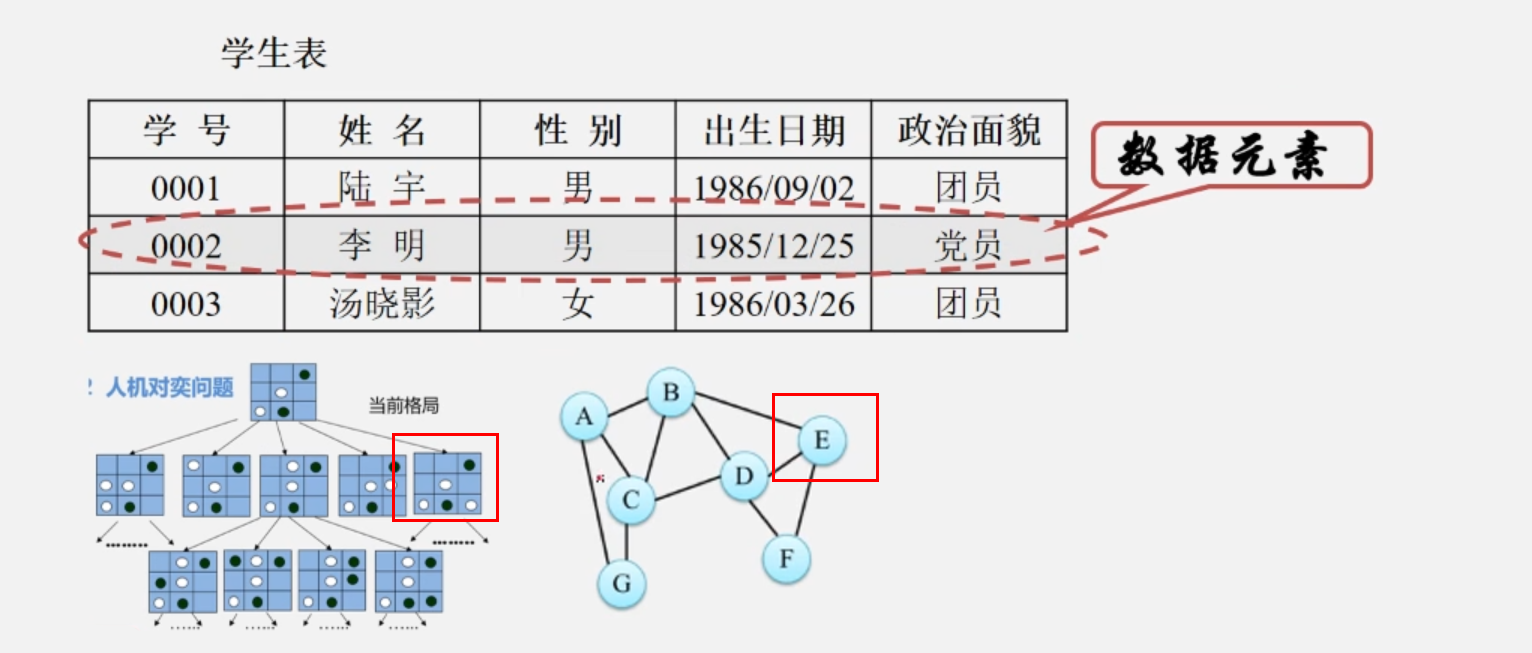 学生表
学 号 姓 名 性 别 出生日期 政治面貌
数据元素
0001 陆 宇 男 1986/09/02 团员
0002 李 明 男 1985/12/25 党员
0003 汤晓影 女 1986/03/26 团员
人机对奕问题
当前格局
........
........
......
......
......
......
A
B
E
D
C
F
G